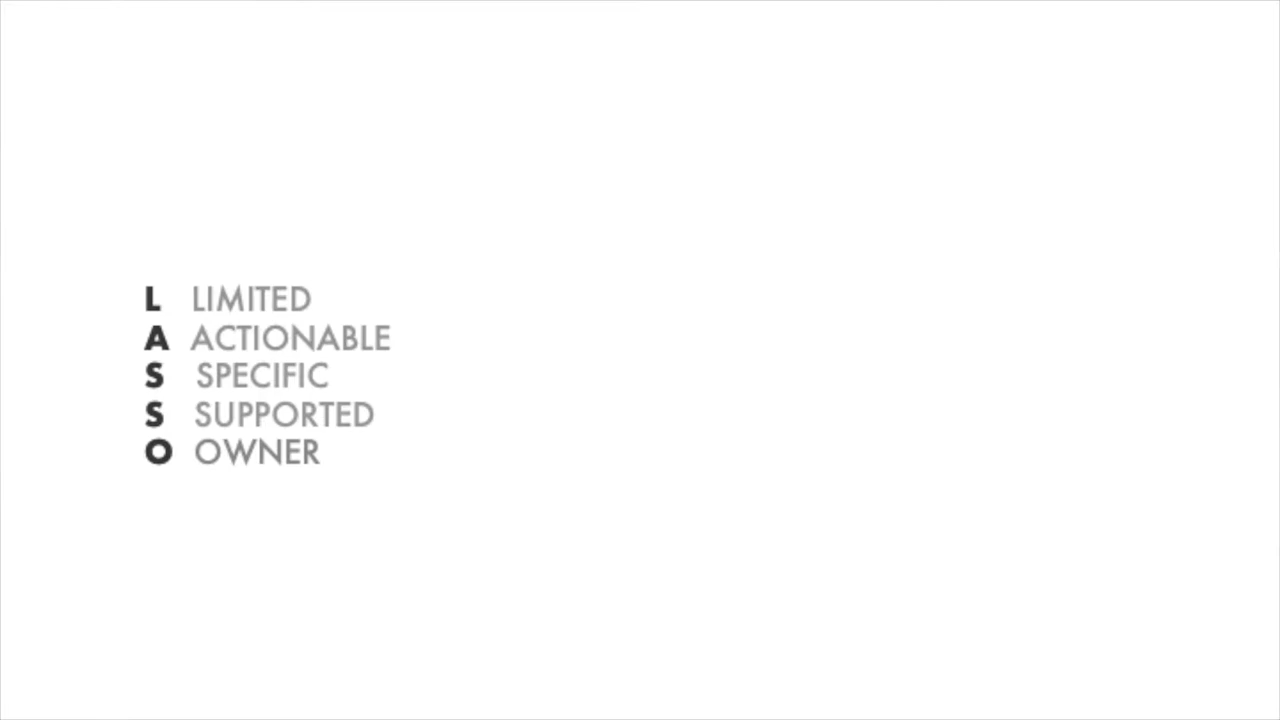 L LIMITED
A ACTIONABLE
S SPECIFIC
S SUPPORTED
O OWNER